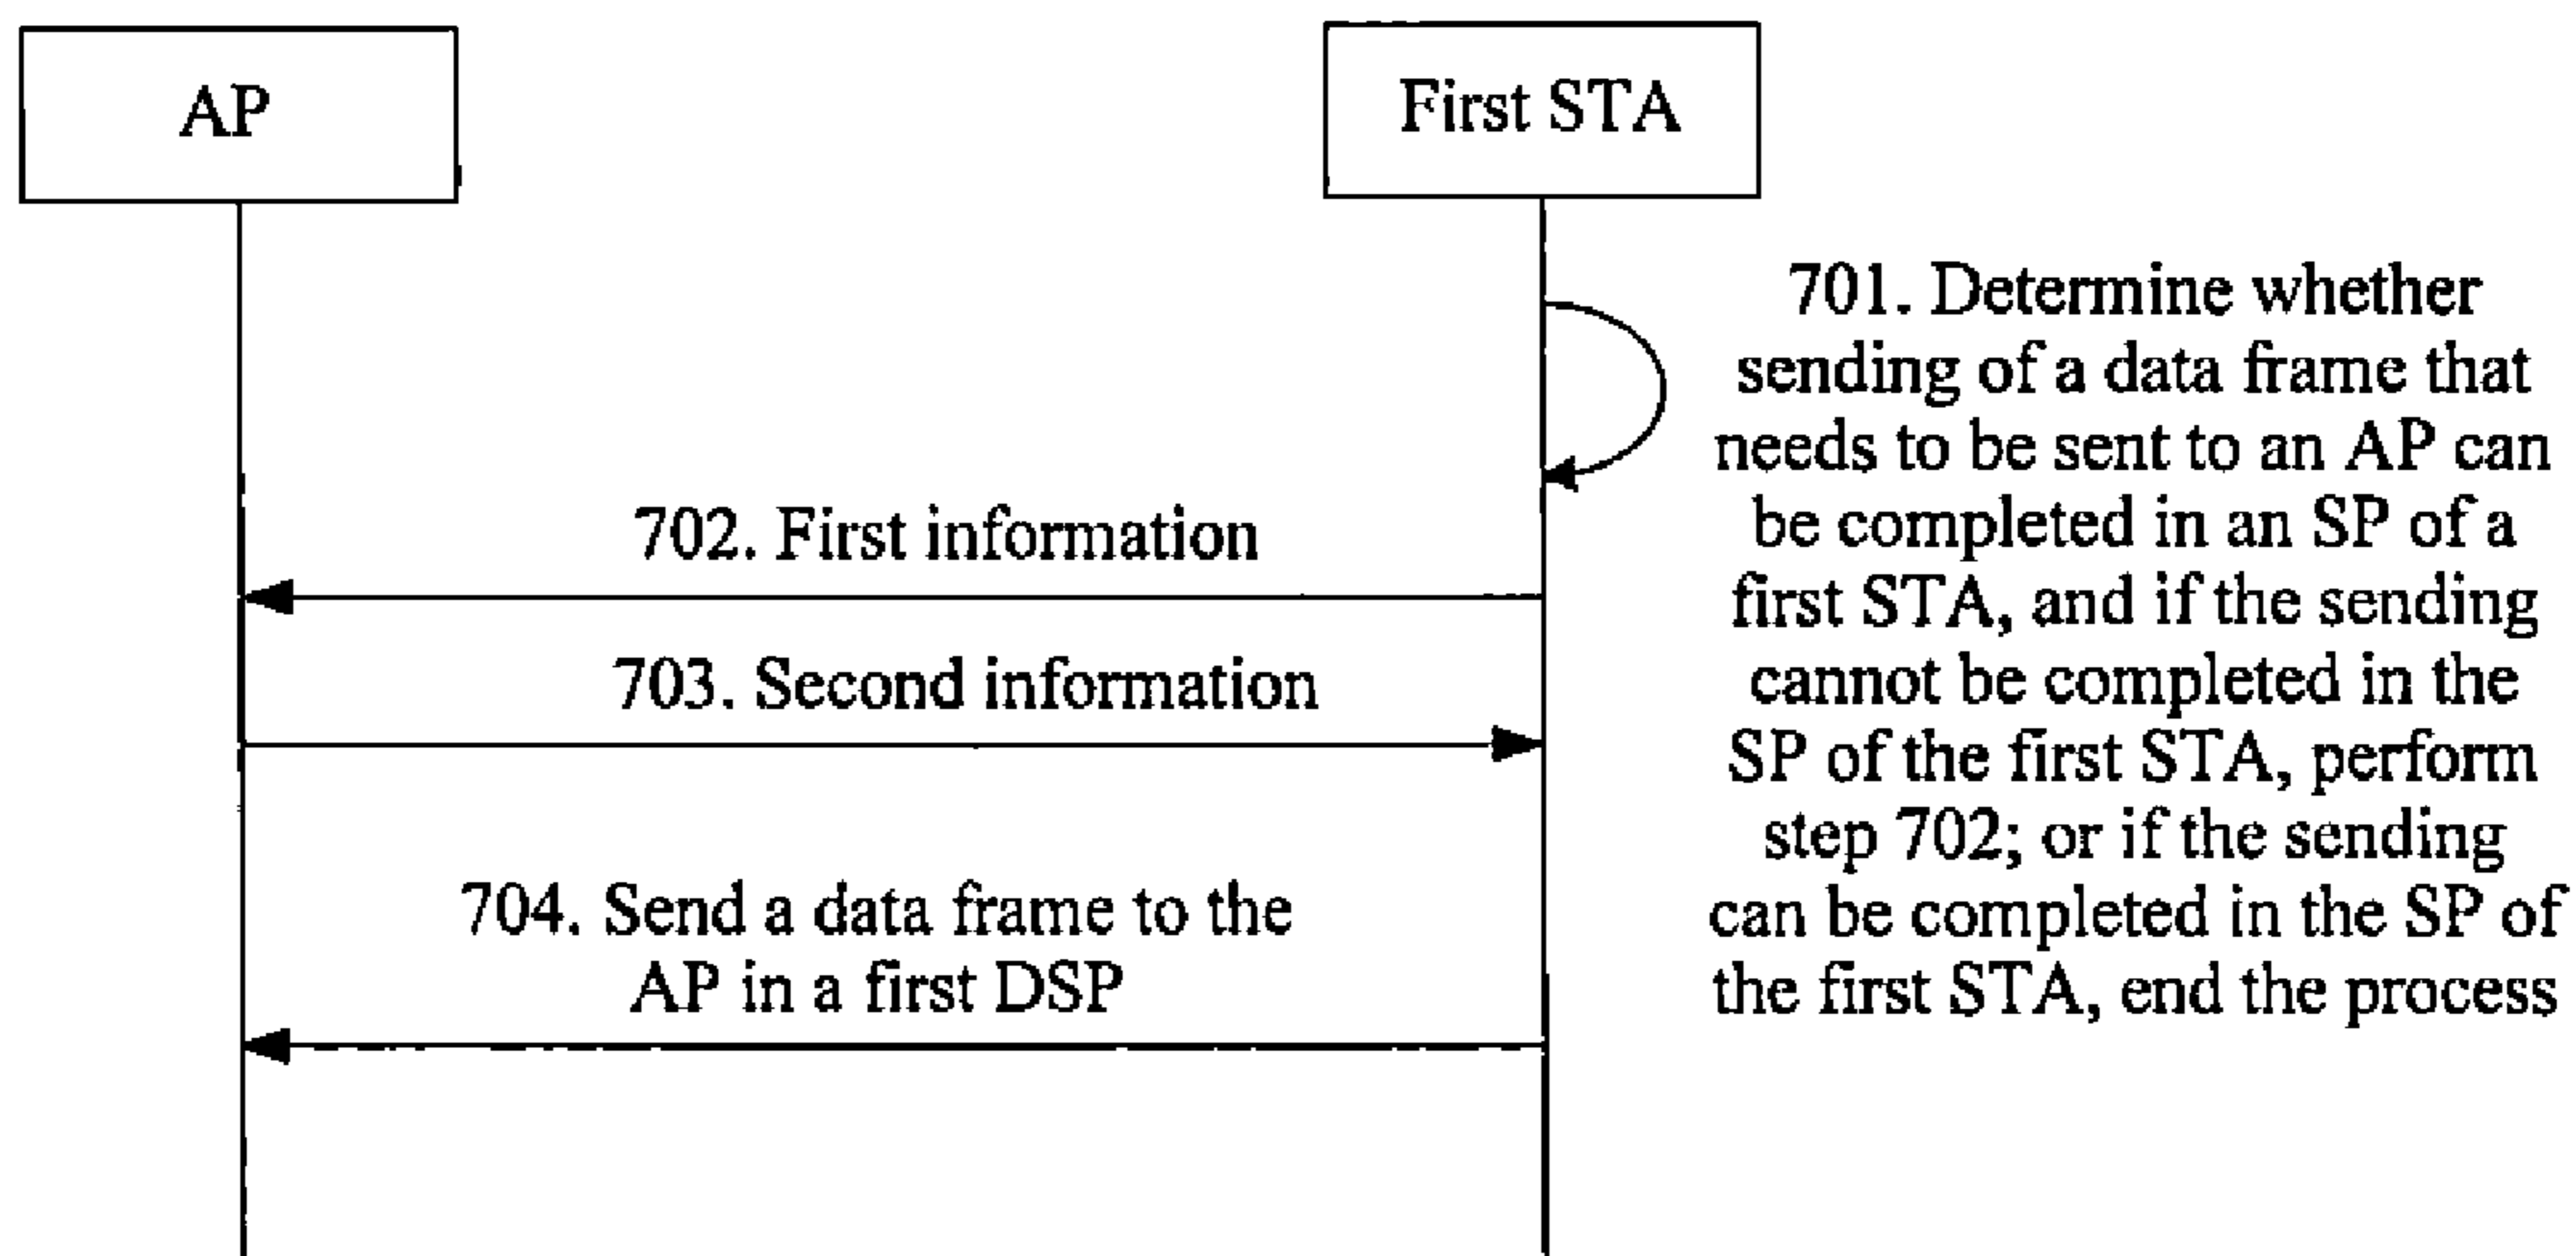 AP
First STA
701. Determine whether
sending of a data frame that
needs to be sent to an AP can
be completed in an SP of a
first STA, and if the sending
cannot be completed in the
SP of the first STA, perform
step 702; or if the sending
can be completed in the SP of
the first STA, end the process
702. First information
703. Second information
704. Send a data frame to the
AP in a first DSP